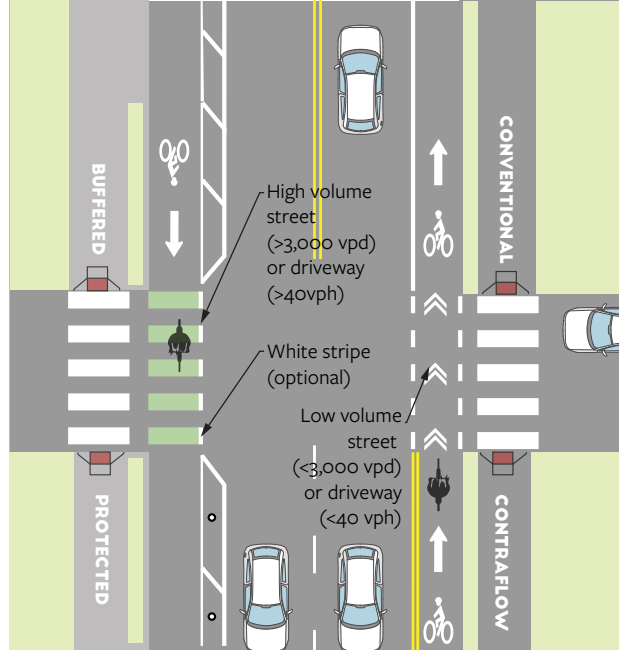 BUFFERED
CONVENTIONAL
High volume
street
(>3,000 vpd)
or driveway
(>40vph)
White stripe
(optional)
Low volume
street
(<3,000 vpd)
or driveway
(<40 vph)
PROTECTED
CONTRAFLOW